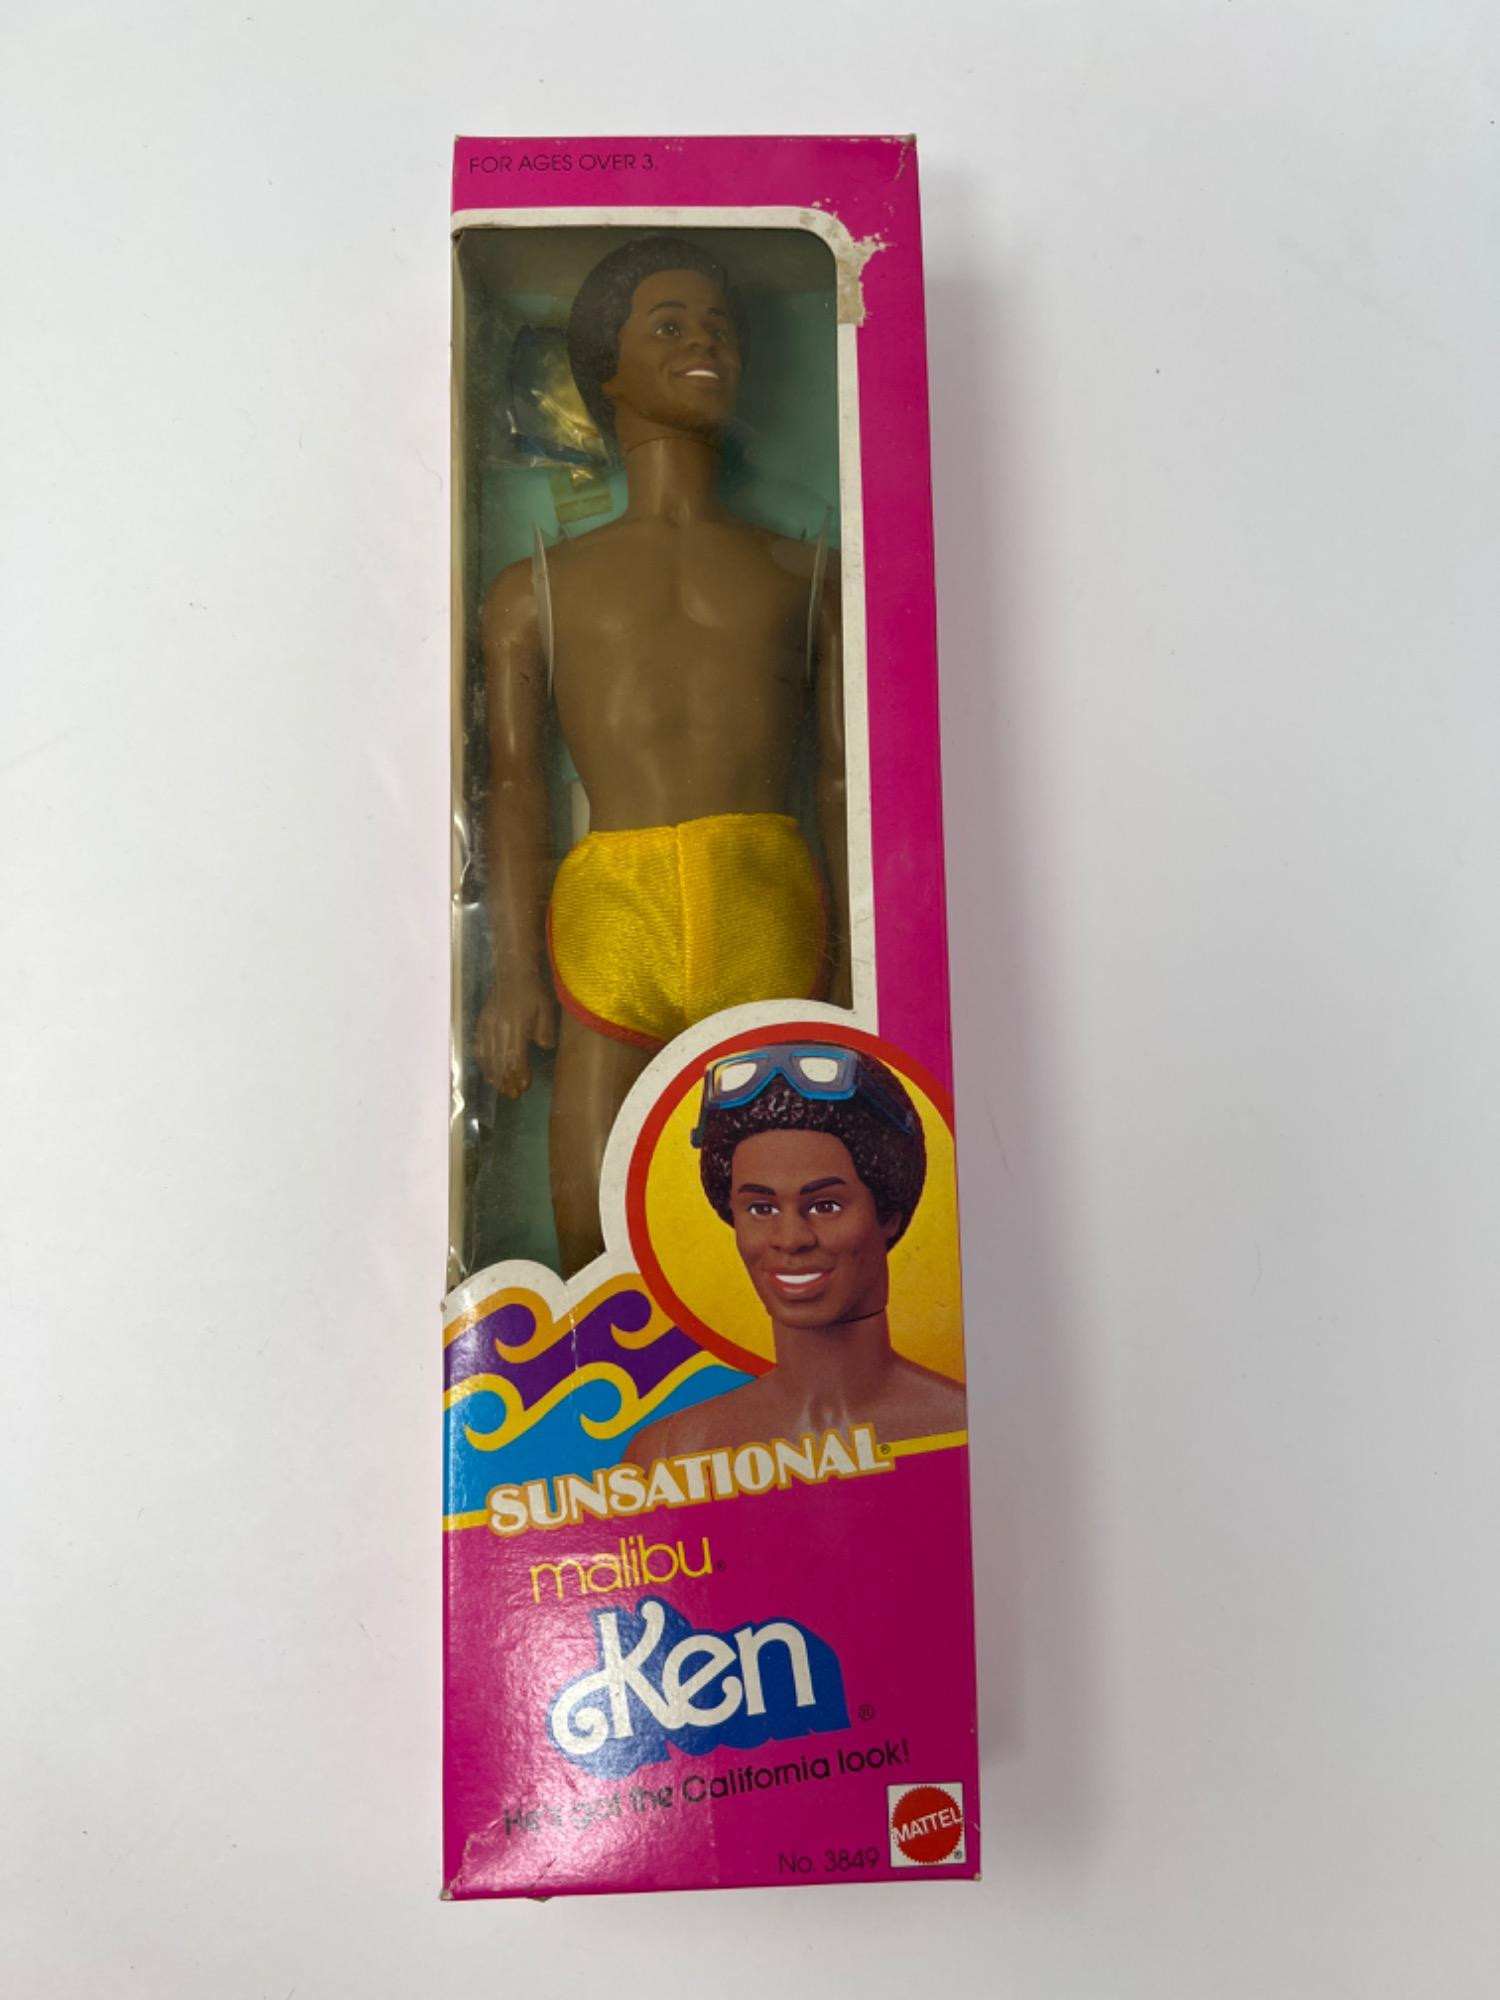 FOR AGES OVER 3.
SUNSATIONAL®
malibu®
Ken®
He's got the California look!
MATTEL®
No. 3849